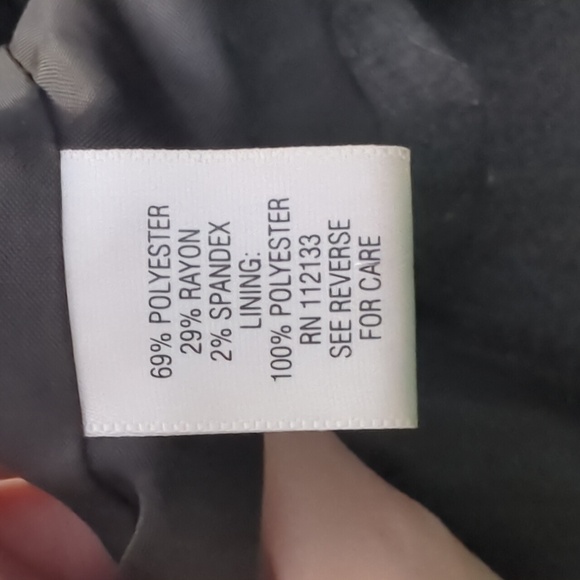 69% POLYESTER
29% RAYON
2% SPANDEX
LINING:
100% POLYESTER
RN 112133
SEE REVERSE
FOR CARE